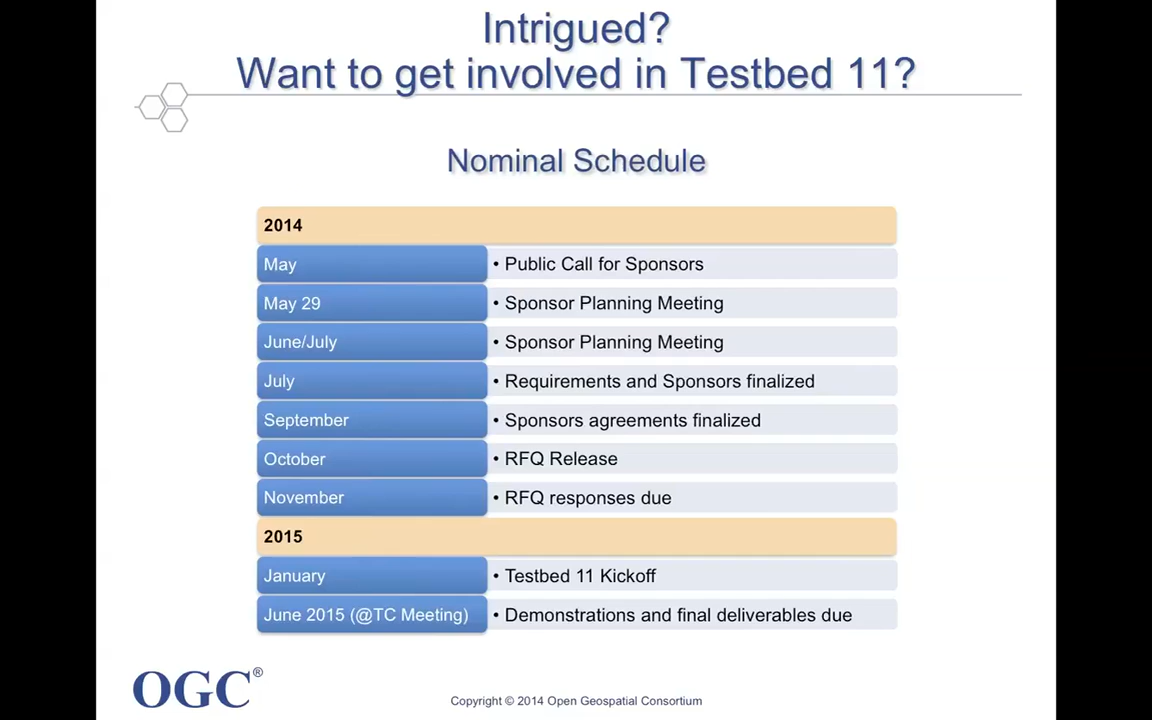 Intrigued?
Want to get involved in Testbed 11?
Nominal Schedule
2014
May • Public Call for Sponsors
May 29 • Sponsor Planning Meeting
June/July • Sponsor Planning Meeting
July • Requirements and Sponsors finalized
September • Sponsors agreements finalized
October • RFQ Release
November • RFQ responses due
2015
January • Testbed 11 Kickoff
June 2015 (@TC Meeting) • Demonstrations and final deliverables due
OGC®
Copyright © 2014 Open Geospatial Consortium